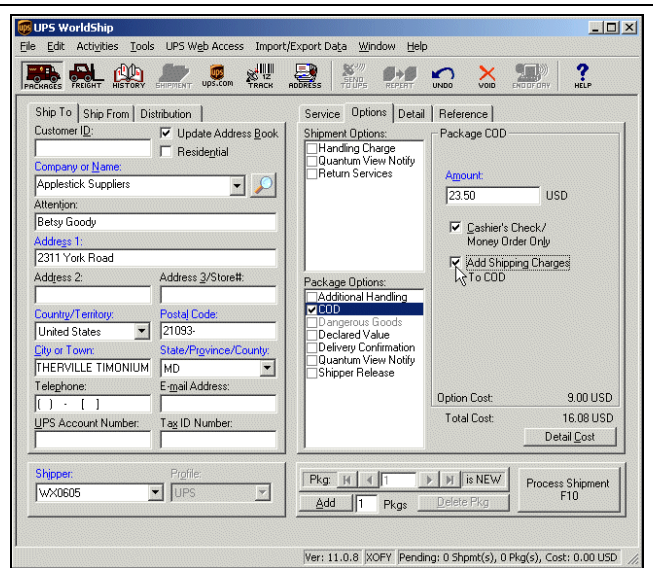 UPS WorldShip
File Edit Activities Tools UPS Web Access Import/Export Data Window Help
PACKAGES FREIGHT HISTORY SHIPMENT ups.com TRACK ADDRESS SEND TO UPS REPEAT UNDO VOID END OF DAY HELP
Ship To Ship From Distribution
Customer ID:
Update Address Book
Residential
Company or Name:
Applestick Suppliers
Attention:
Betsy Goody
Address 1:
2311 York Road
Address 2: Address 3/Store#:
Country/Territory: Postal Code:
United States 21093-
City or Town: State/Province/County:
THERVILLE TIMONIUM MD
Telephone: E-mail Address:
( ) - [ ]
UPS Account Number: Tax ID Number:
Shipper: Profile:
WX0605 UPS
Service Options Detail Reference
Shipment Options:
Handling Charge
Quantum View Notify
Return Services
Package Options:
Additional Handling
COD
Dangerous Goods
Declared Value
Delivery Confirmation
Quantum View Notify
Shipper Release
Package COD
Amount:
23.50 USD
Cashier's Check/
Money Order Only
Add Shipping Charges
To COD
Option Cost: 9.00 USD
Total Cost: 16.08 USD
Detail Cost
Pkg: 1 is NEW
Add 1 Pkgs Delete Pkg
Process Shipment
F10
Ver: 11.0.8 XOFY Pending: 0 Shpmt(s), 0 Pkg(s), Cost: 0.00 USD